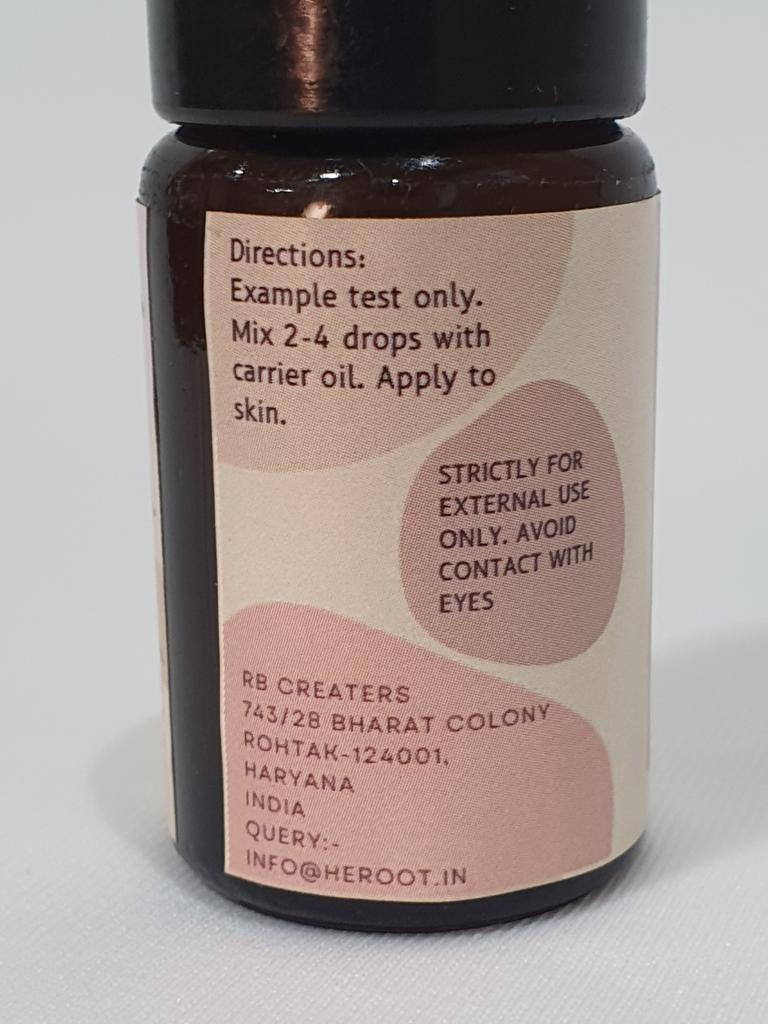 Directions:
Example test only.
Mix 2-4 drops with
carrier oil. Apply to
skin.
STRICTLY FOR
EXTERNAL USE
ONLY. AVOID
CONTACT WITH
EYES
RB CREATERS
743/28 BHARAT COLONY
ROHTAK-124001,
HARYANA
INDIA
QUERY:-
INFO@HEROOT.IN